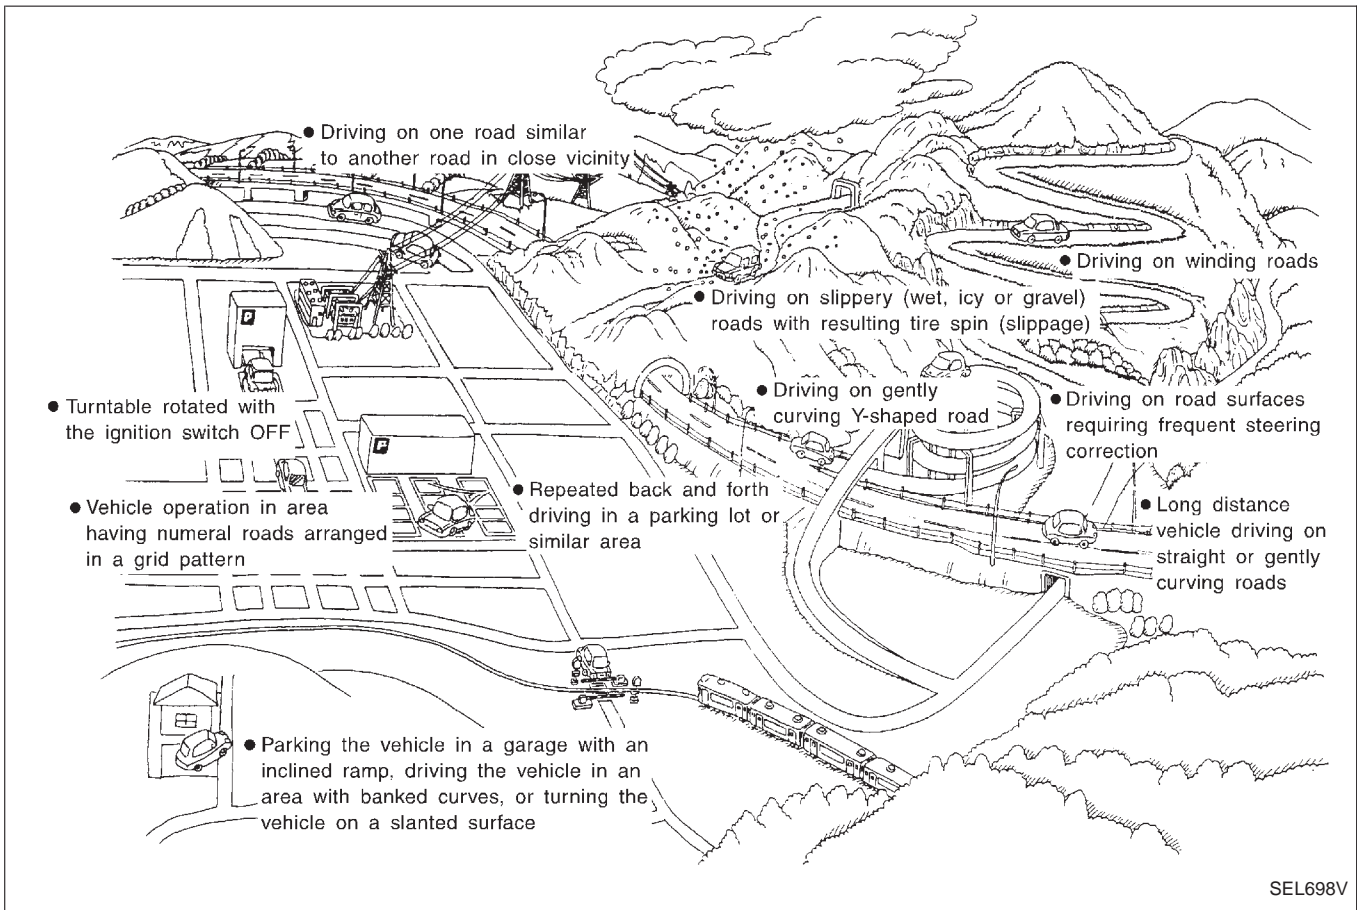 ● Driving on one road similar
to another road in close vicinity
● Driving on winding roads
● Driving on slippery (wet, icy or gravel)
roads with resulting tire spin (slippage)
P
● Turntable rotated with
the ignition switch OFF
● Driving on gently
curving Y-shaped road
● Driving on road surfaces
requiring frequent steering
correction
P
● Vehicle operation in area
having numeral roads arranged
in a grid pattern
● Repeated back and forth
driving in a parking lot or
similar area
● Long distance
vehicle driving on
straight or gently
curving roads
● Parking the vehicle in a garage with an
inclined ramp, driving the vehicle in an
area with banked curves, or turning the
vehicle on a slanted surface
SEL698V